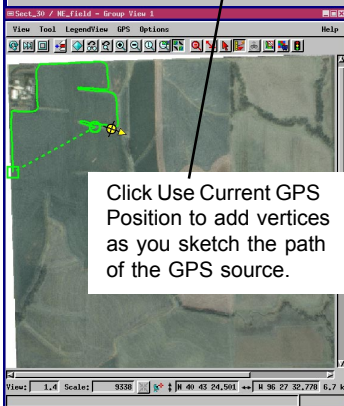 Sect_30 / NE_Field - Group View 1
View Tool LegendView GPS Options Help
Click Use Current GPS
Position to add vertices
as you sketch the path
of the GPS source.
View: 1.4 Scale: 9338 N 40 43 24.501 W 96 27 32.778 6.7 k